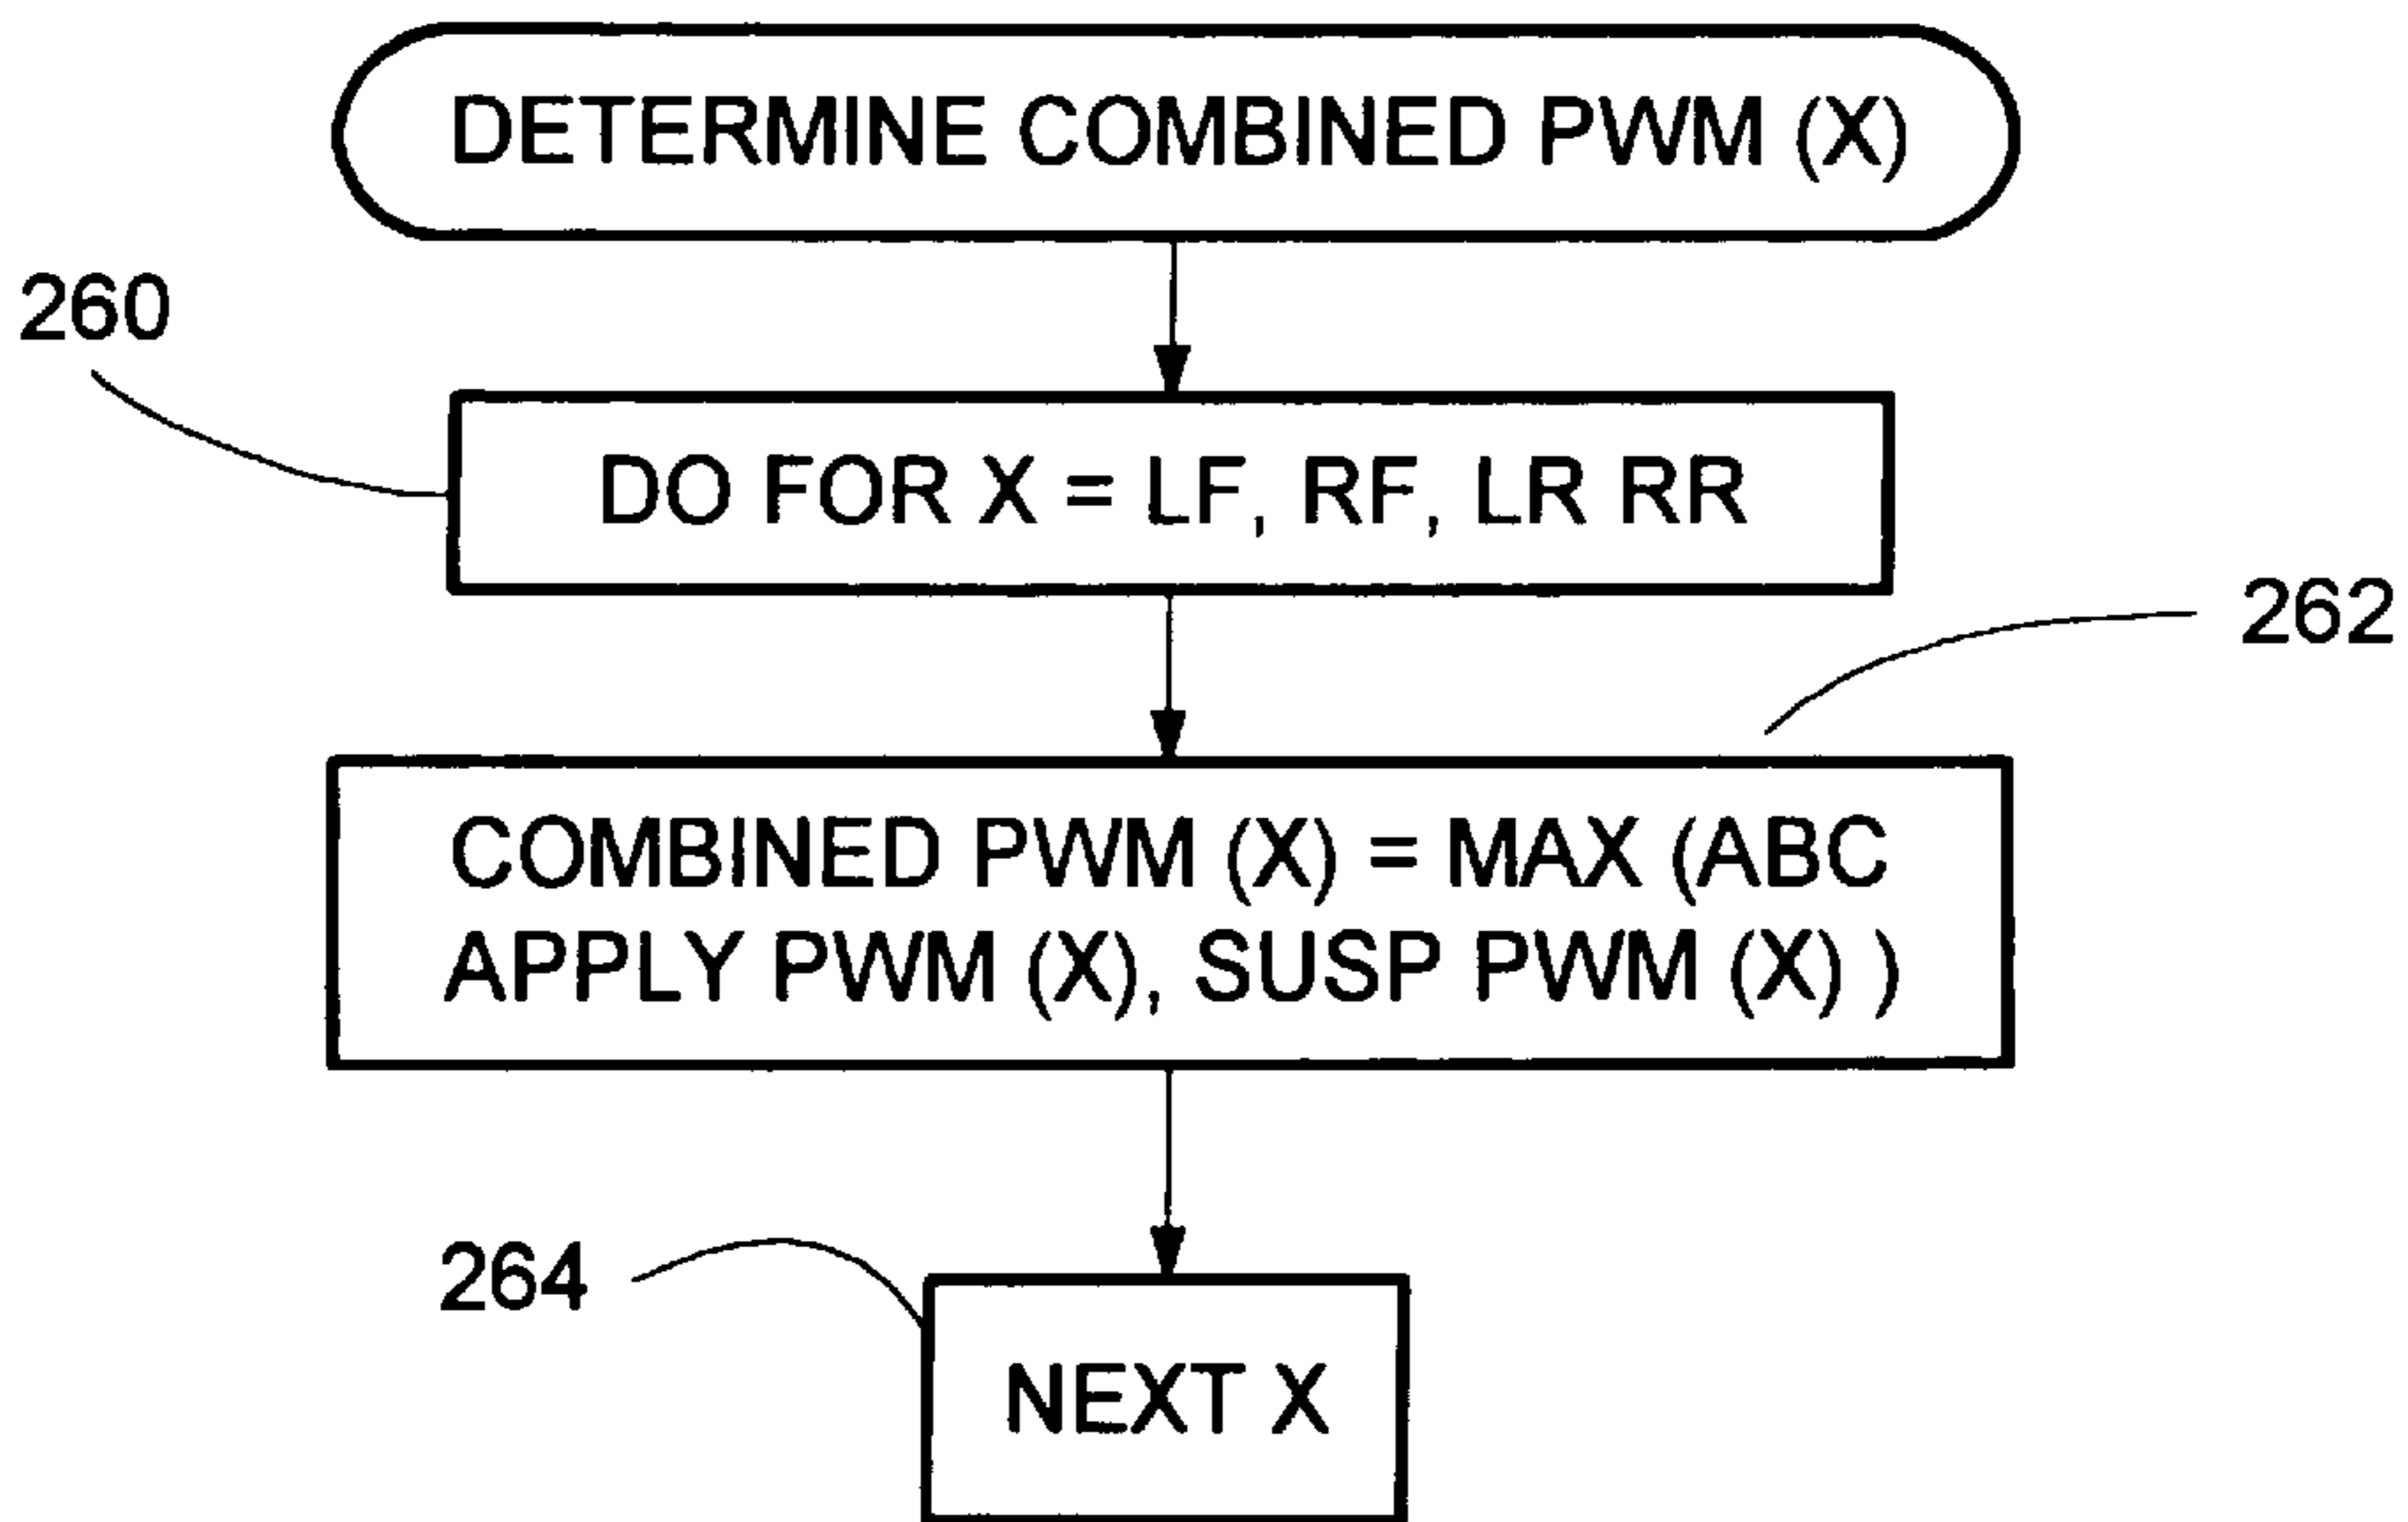 DETERMINE COMBINED PWM (X)
260
DO FOR X = LF, RF, LR RR
262
COMBINED PWM (X) = MAX (ABC
APPLY PWM (X), SUSP PWM (X) )
264
NEXT X